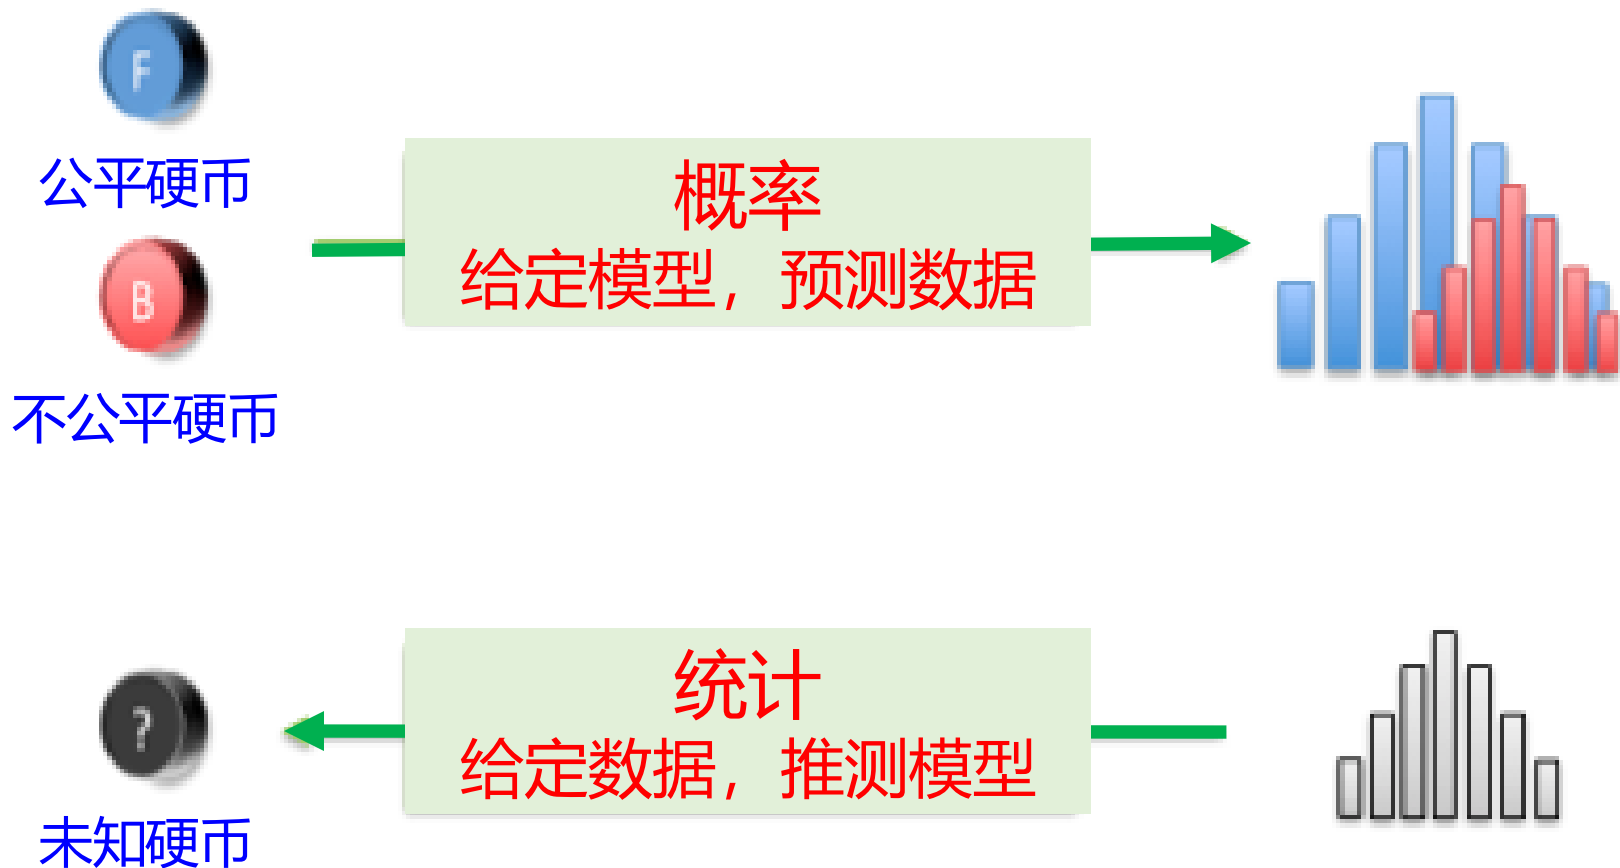 F
公平硬币
B
不公平硬币
概率
给定模型，预测数据
?
未知硬币
统计
给定数据，推测模型